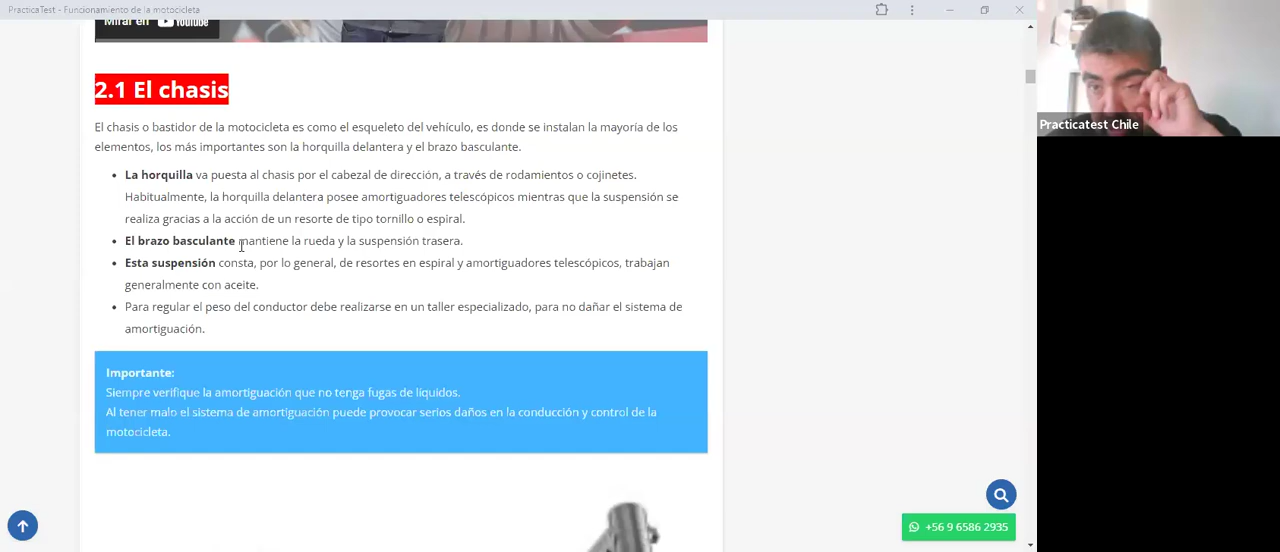 PracticaTest - Funcionamiento de la motocicleta
Mirar en YouTube
2.1 El chasis
El chasis o bastidor de la motocicleta es como el esqueleto del vehículo, es donde se instalan la mayoría de los
elementos, los más importantes son la horquilla delantera y el brazo basculante.
• La horquilla va puesta al chasis por el cabezal de dirección, a través de rodamientos o cojinetes.
Habitualmente, la horquilla delantera posee amortiguadores telescópicos mientras que la suspensión se
realiza gracias a la acción de un resorte de tipo tornillo o espiral.
• El brazo basculante mantiene la rueda y la suspensión trasera.
• Esta suspensión consta, por lo general, de resortes en espiral y amortiguadores telescópicos, trabajan
generalmente con aceite.
• Para regular el peso del conductor debe realizarse en un taller especializado, para no dañar el sistema de
amortiguación.
Importante:
Siempre verifique la amortiguación que no tenga fugas de líquidos.
Al tener malo el sistema de amortiguación puede provocar serios daños en la conducción y control de la
motocicleta.
+56 9 6586 2935
Practicatest Chile